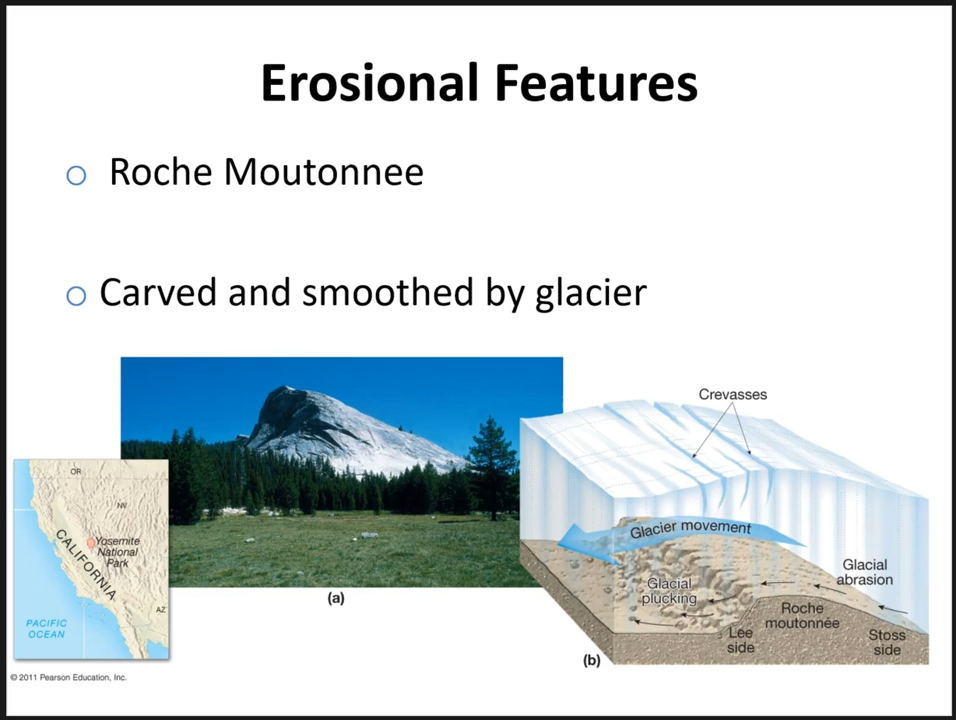 Erosional Features
Roche Moutonnee
Carved and smoothed by glacier
OR
NV
CALIFORNIA
Yosemite
National
Park
AZ
PACIFIC
OCEAN
(a)
Crevasses
Glacier movement
Glacial
abrasion
Glacial
plucking
Roche
moutonnée
Lee
side
Stoss
side
(b)
© 2011 Pearson Education, Inc.